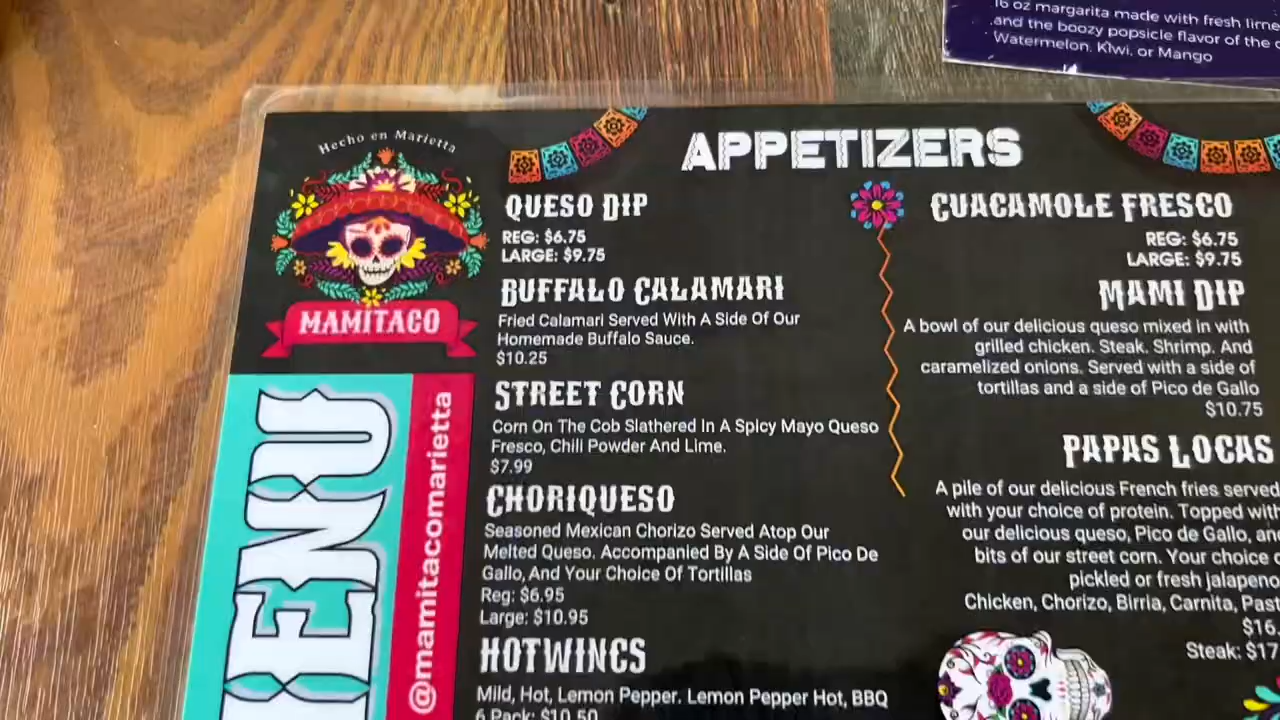 16 oz margarita made with fresh lime
and the boozy popsicle flavor of the
Watermelon, Kiwi, or Mango
Hecho en Marietta
MAMITACO
ENU
@mamitacomarietta
APPETIZERS
QUESO DIP
REG: $6.75
LARGE: $9.75
BUFFALO CALAMARI
Fried Calamari Served With A Side Of Our
Homemade Buffalo Sauce.
$10.25
STREET CORN
Corn On The Cob Slathered In A Spicy Mayo Queso
Fresco, Chili Powder And Lime.
$7.99
CHORIQUESO
Seasoned Mexican Chorizo Served Atop Our
Melted Queso. Accompanied By A Side Of Pico De
Gallo, And Your Choice Of Tortillas
Reg: $6.95
Large: $10.95
HOTWINGS
Mild, Hot, Lemon Pepper. Lemon Pepper Hot, BBQ
6 Pack: $10.50
GUACAMOLE FRESCO
REG: $6.75
LARGE: $9.75
MAMI DIP
A bowl of our delicious queso mixed in with
grilled chicken. Steak. Shrimp. And
caramelized onions. Served with a side of
tortillas and a side of Pico de Gallo
$10.75
PAPAS LOCAS
A pile of our delicious French fries served
with your choice of protein. Topped with
our delicious queso, Pico de Gallo, and
bits of our street corn. Your choice
pickled or fresh jalapeno
Chicken, Chorizo, Birria, Carnita, Past
$16.
Steak: $17